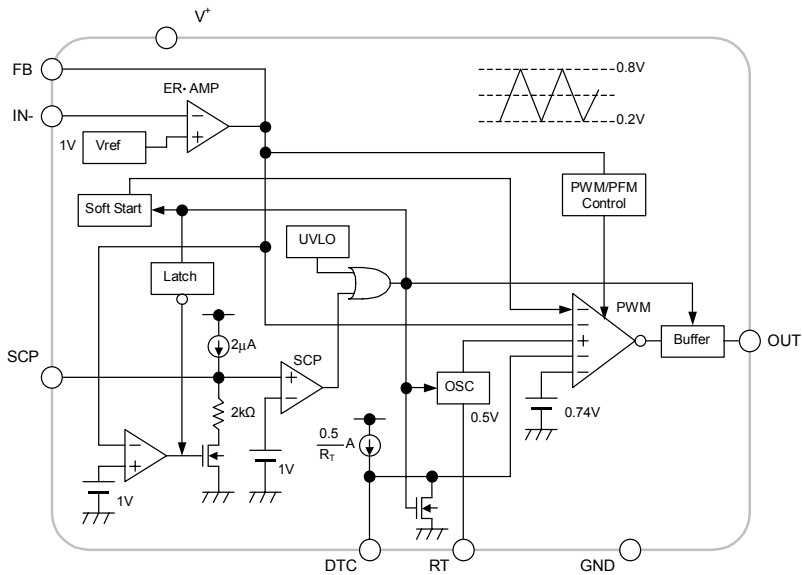 V+
FB
ER· AMP
0.8V
IN-
1V
Vref
0.2V
PWM/PFM
Control
Soft Start
UVLO
Latch
PWM
2μA
SCP
SCP
OUT
Buffer
OSC
2kΩ
0.5V
0.74V
0.5
RT
A
1V
1V
DTC
RT
GND